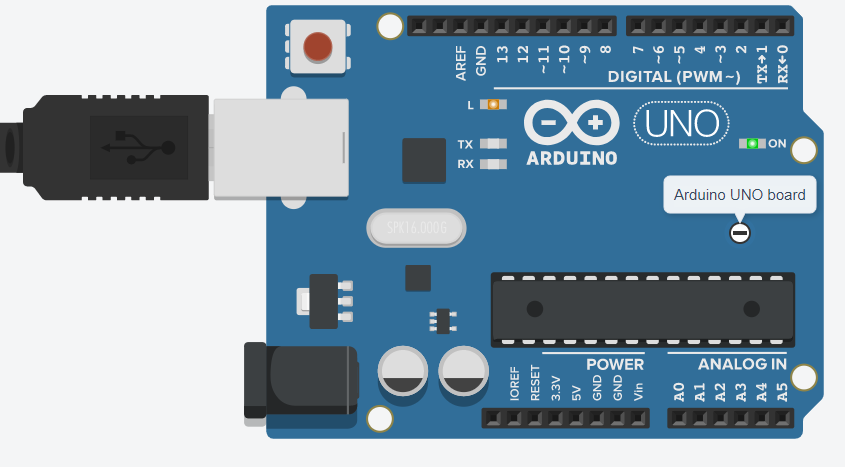 AREF
GND
13
12
~11
~10
~9
8
7
~6
~5
4
~3
2
TX→1
RX←0
DIGITAL (PWM~)
L
TX
RX
ARDUINO
UNO
ON
Arduino UNO board
SPK16.000G
POWER
ANALOG IN
IOREF
RESET
3.3V
5V
GND
GND
Vin
A0
A1
A2
A3
A4
A5